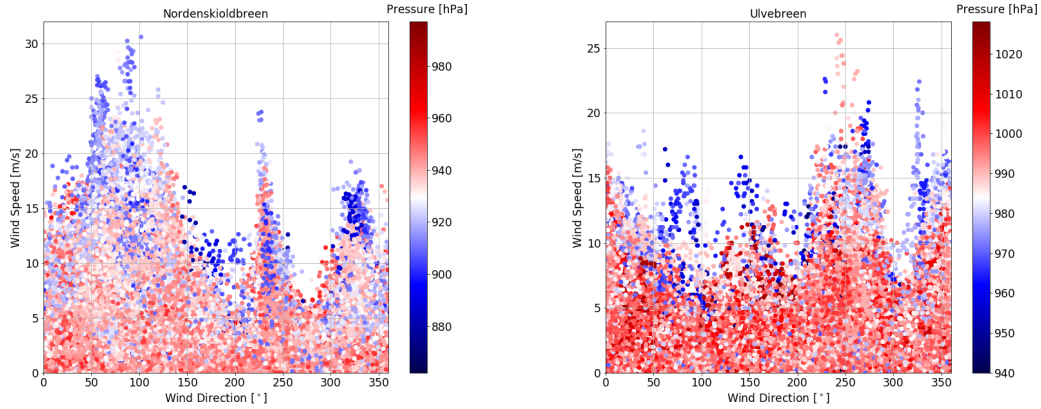 Nordenskioldbreen
Pressure [hPa]
Wind Speed [m/s]
30
25
20
15
10
5
0
0 50 100 150 200 250 300 350
Wind Direction [°]
980
960
940
920
900
880
Ulvebreen
Pressure [hPa]
Wind Speed [m/s]
25
20
15
10
5
0
0 50 100 150 200 250 300 350
Wind Direction [°]
1020
1010
1000
990
980
970
960
950
940